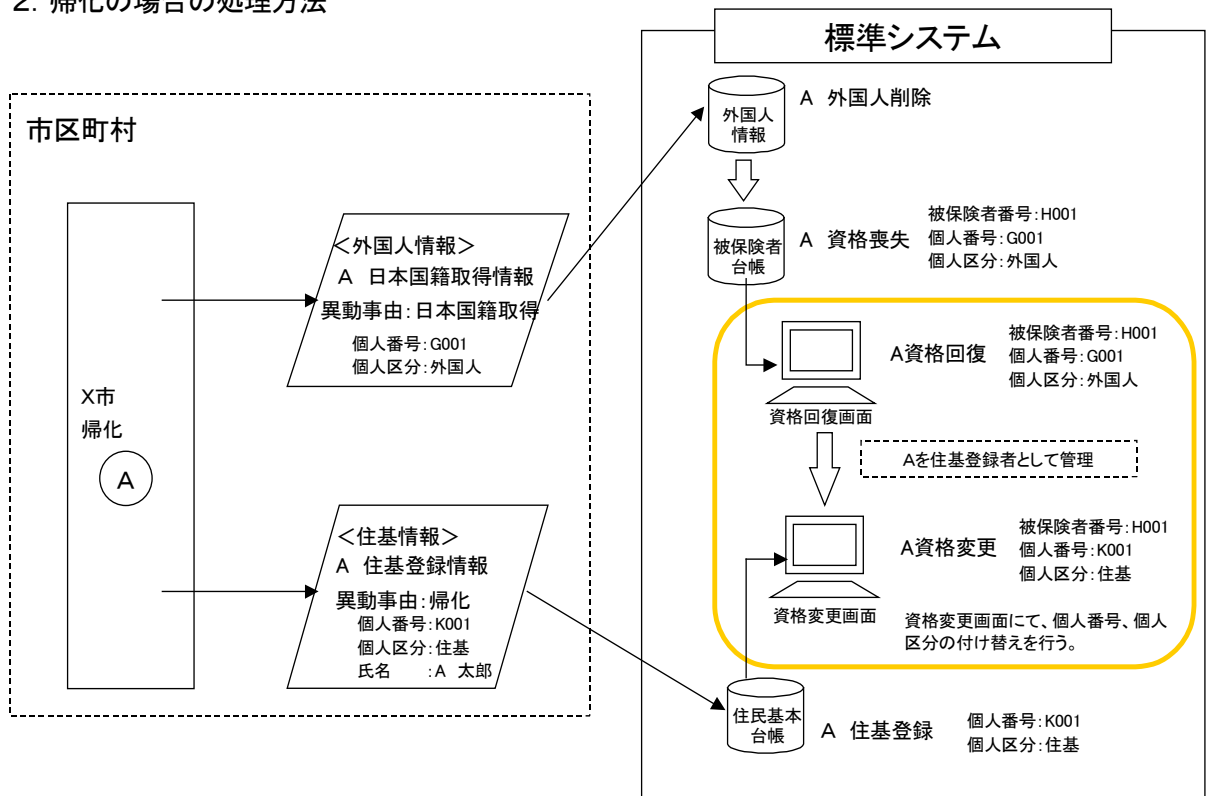 2. 帰化の場合の処理方法
標準システム
市区町村
X市
帰化
A
<外国人情報>
A 日本国籍取得情報
異動事由:日本国籍取得
個人番号:G001
個人区分:外国人
<住基情報>
A 住基登録情報
異動事由:帰化
個人番号:K001
個人区分:住基
氏名 :A 太郎
外国人
情報
A 外国人削除
被保険者
台帳
A 資格喪失
被保険者番号:H001
個人番号:G001
個人区分:外国人
資格回復画面
A資格回復
被保険者番号:H001
個人番号:G001
個人区分:外国人
Aを住基登録者として管理
資格変更画面
A資格変更
被保険者番号:H001
個人番号:K001
個人区分:住基
資格変更画面にて、個人番号、個人
区分の付け替えを行う。
住民基本
台帳
A 住基登録
個人番号:K001
個人区分:住基